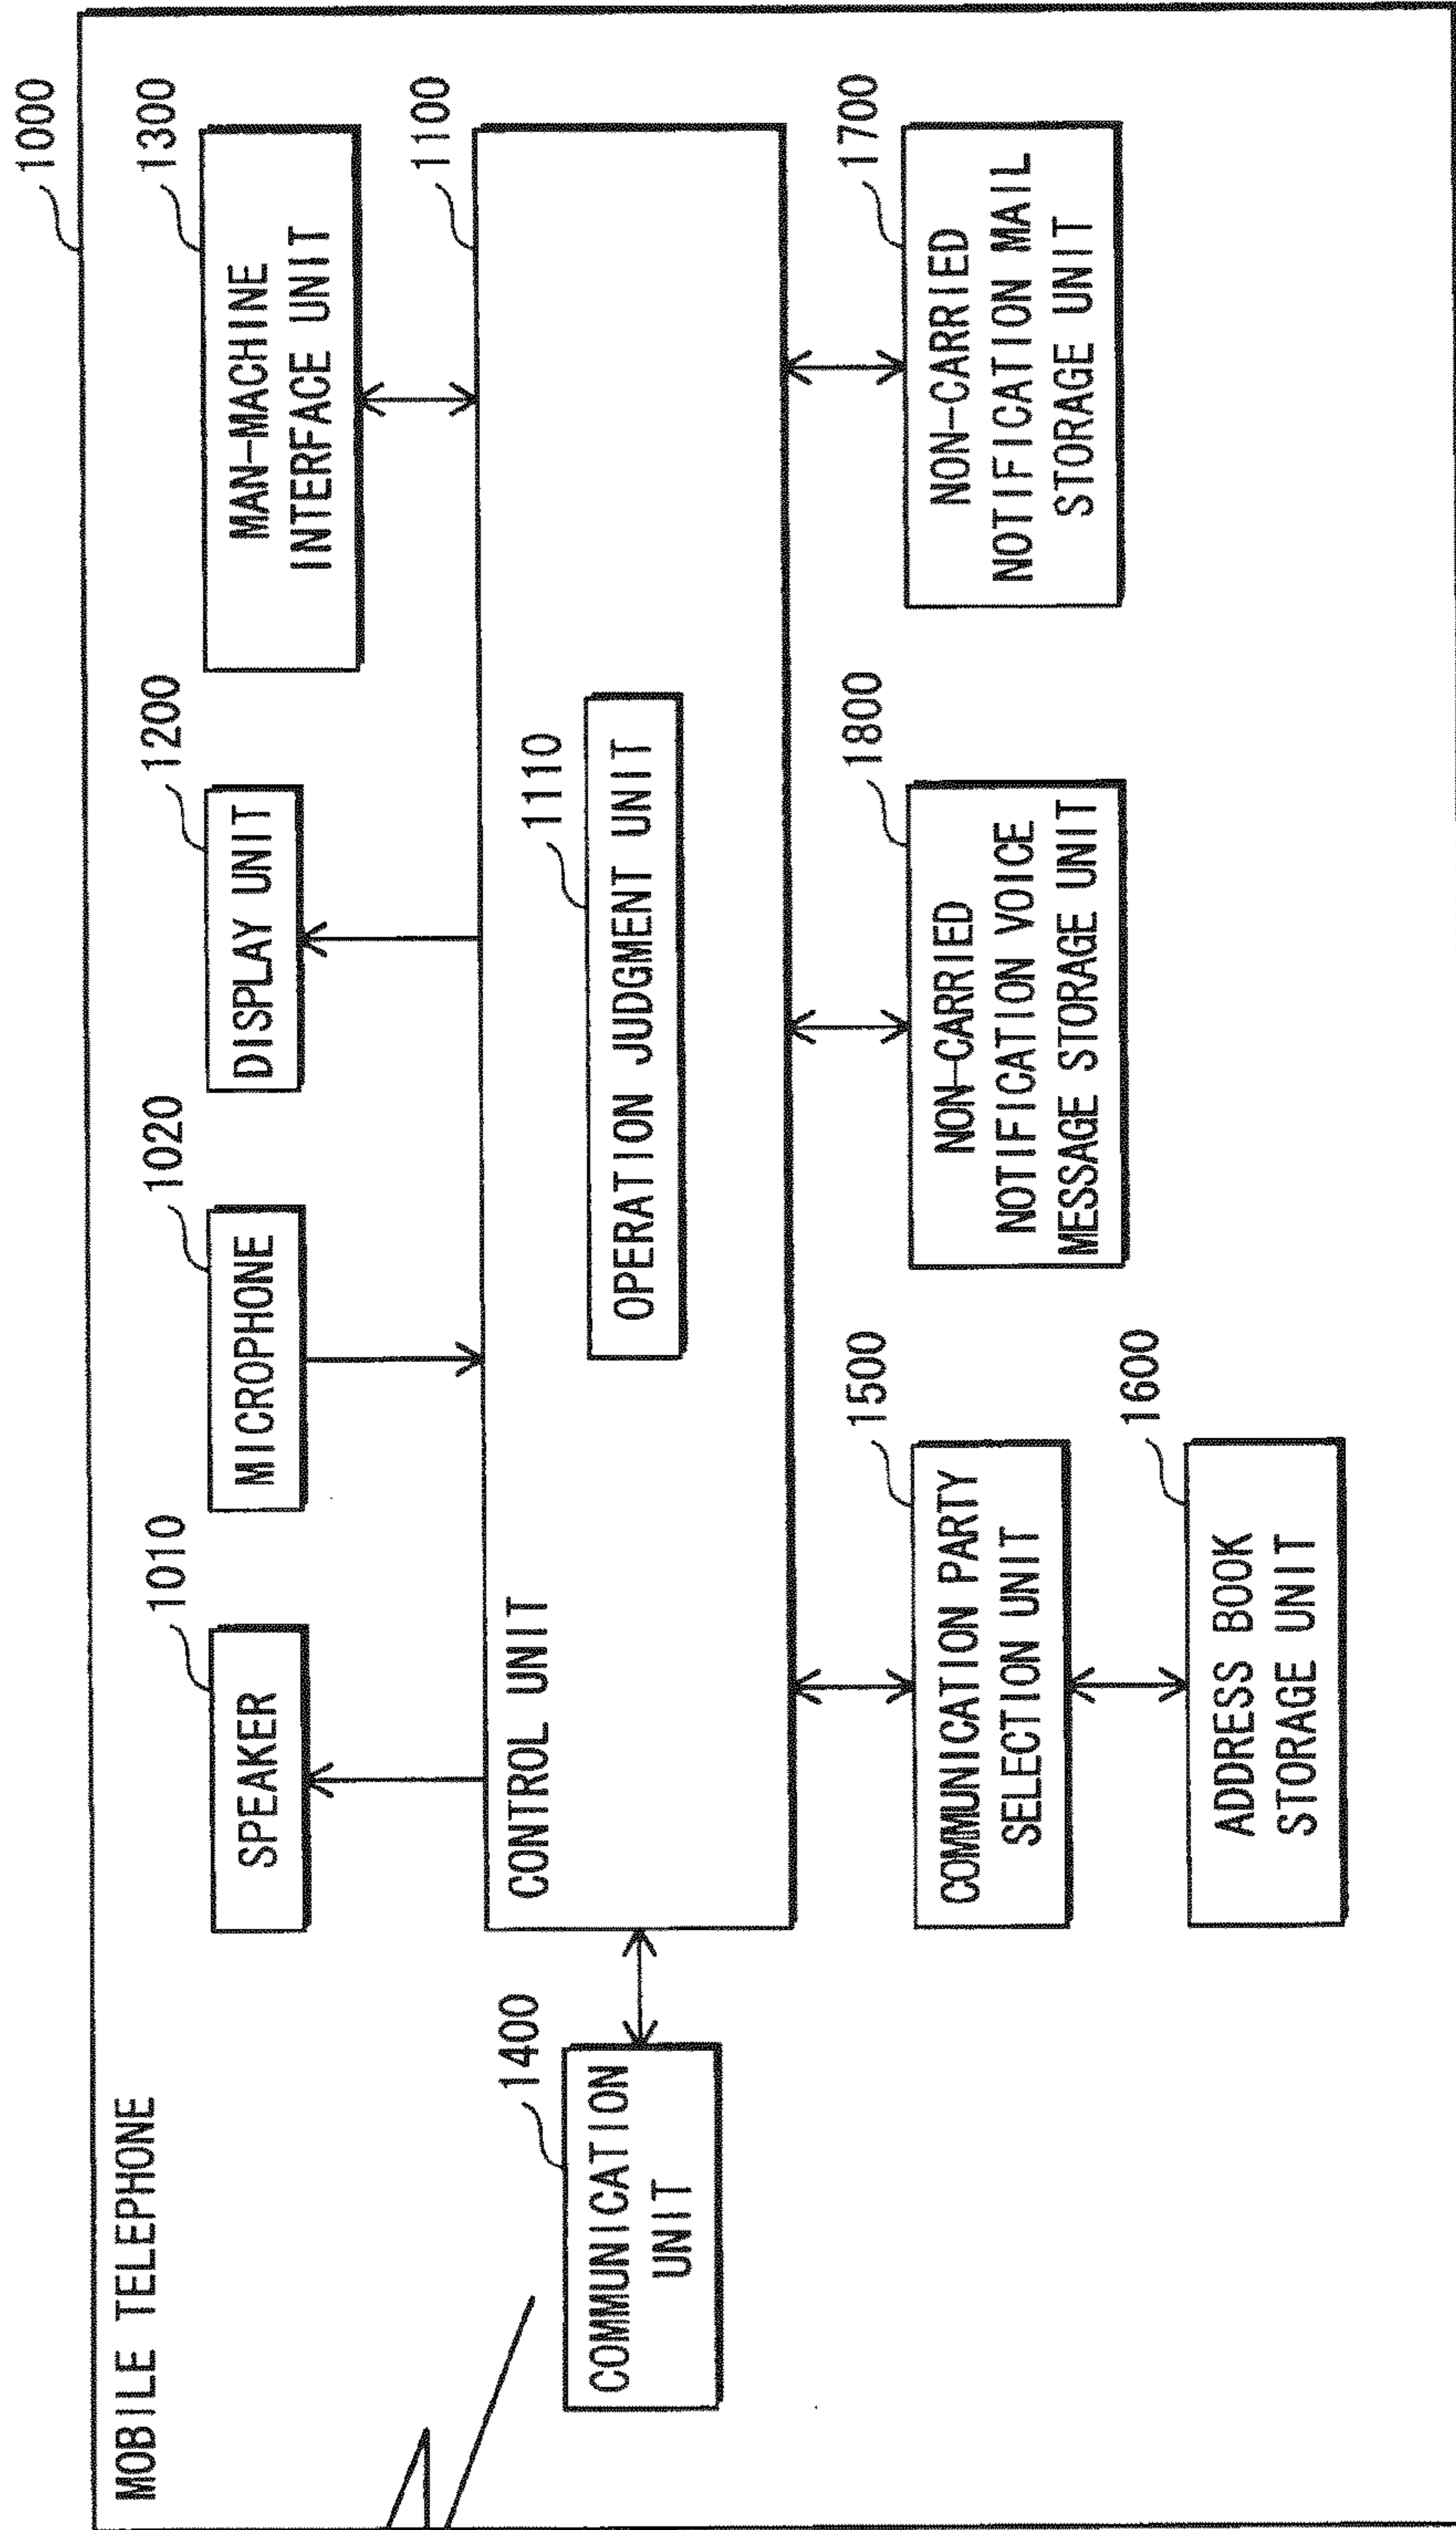 MOBILE TELEPHONE
1000
SPEAKER
1010
MICROPHONE
1020
DISPLAY UNIT
1200
MAN-MACHINE
INTERFACE UNIT
1300
CONTROL UNIT
1100
OPERATION JUDGMENT UNIT
1110
COMMUNICATION
UNIT
1400
COMMUNICATION PARTY
SELECTION UNIT
1500
NON-CARRIED
NOTIFICATION VOICE
MESSAGE STORAGE UNIT
1800
NON-CARRIED
NOTIFICATION MAIL
STORAGE UNIT
1700
ADDRESS BOOK
STORAGE UNIT
1600